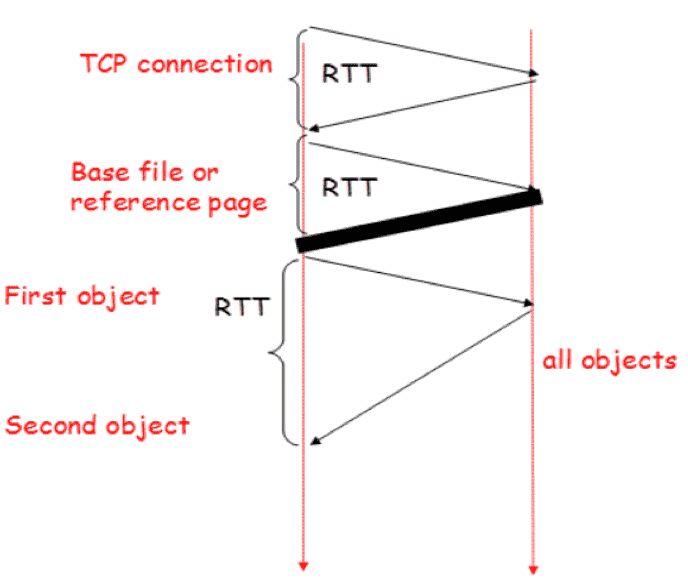 TCP connection
RTT
Base file or
reference page
RTT
First object
RTT
all objects
Second object